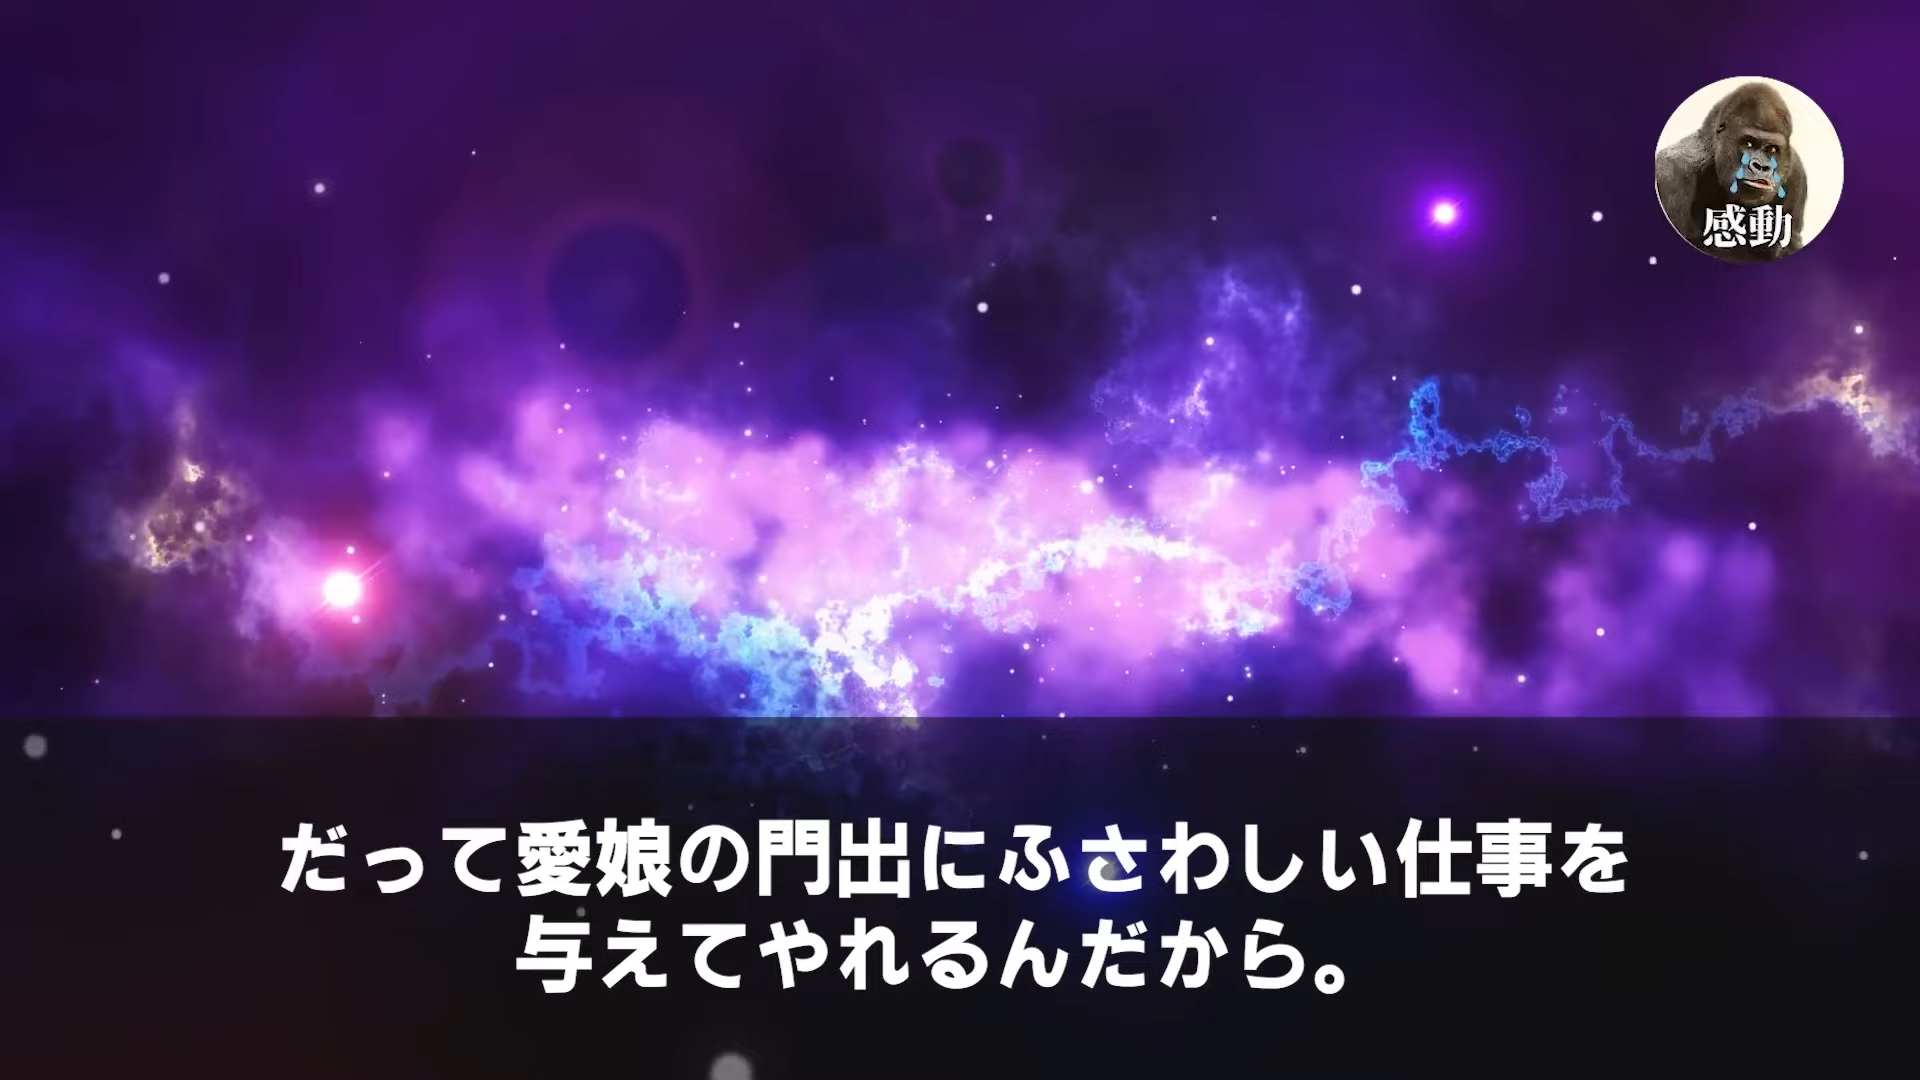 感動
だって愛娘の門出にふさわしい仕事を
与えてやれるんだから。